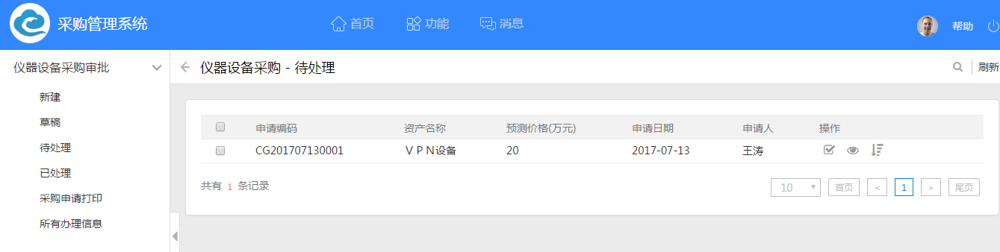 采购管理系统 首页 功能 消息 帮助
仪器设备采购审批
新建
草稿
待处理
已处理
采购申请打印
所有办理信息
仪器设备采购 - 待处理 刷新
申请编码 资产名称 预测价格(万元) 申请日期 申请人 操作
CG201707130001 ＶＰＮ设备 20 2017-07-13 王涛
共有 1 条记录 10 首页 < 1 > 尾页